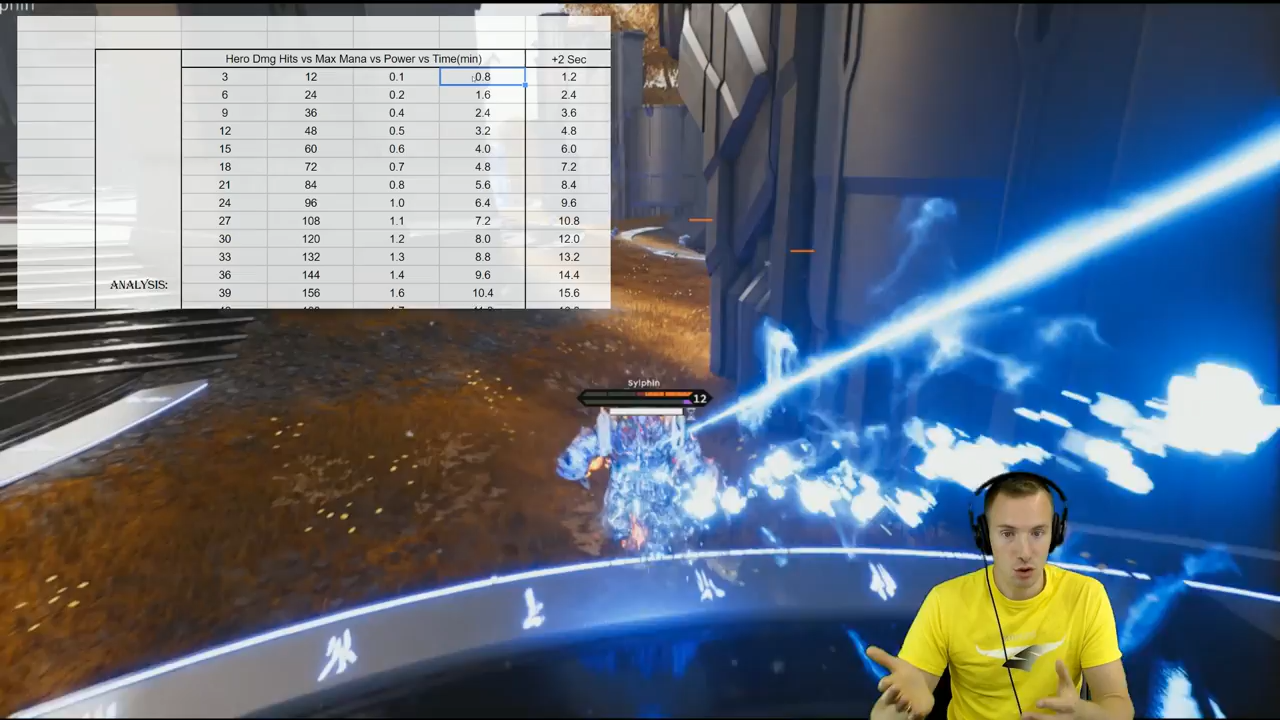 phin
Hero Dmg Hits vs Max Mana vs Power vs Time(min) +2 Sec
3 12 0.1 0.8 1.2
6 24 0.2 1.6 2.4
9 36 0.4 2.4 3.6
12 48 0.5 3.2 4.8
15 60 0.6 4.0 6.0
18 72 0.7 4.8 7.2
21 84 0.8 5.6 8.4
24 96 1.0 6.4 9.6
27 108 1.1 7.2 10.8
30 120 1.2 8.0 12.0
33 132 1.3 8.8 13.2
36 144 1.4 9.6 14.4
ANALYSIS:
39 156 1.6 10.4 15.6
Sylphin
12